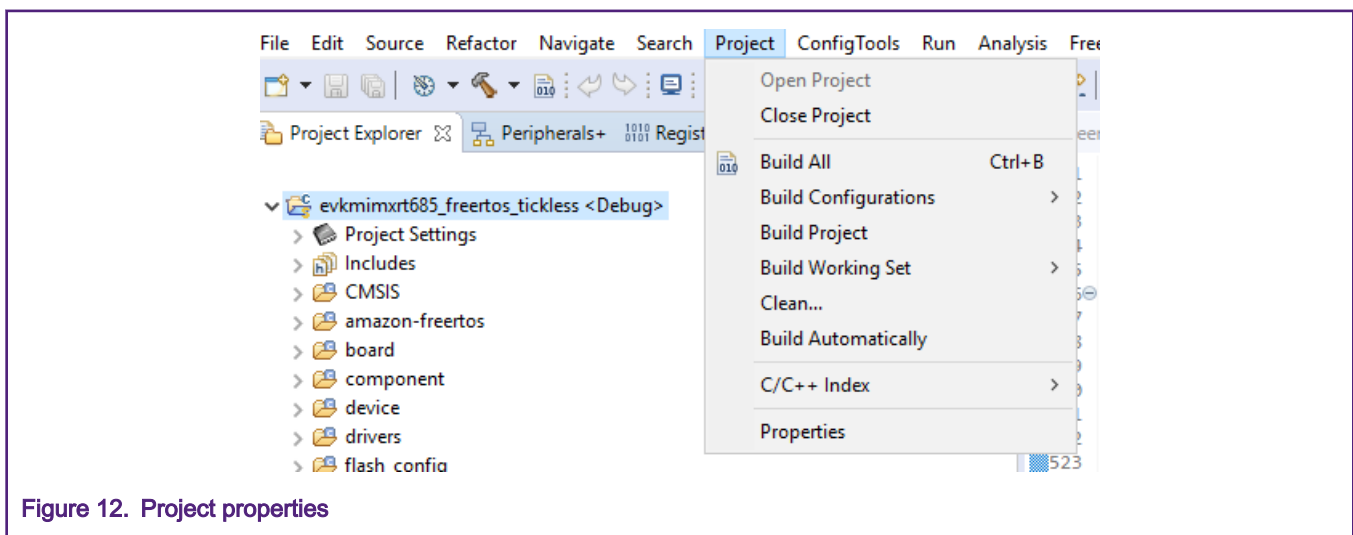 File Edit Source Refactor Navigate Search Project ConfigTools Run Analysis
Open Project
Close Project
Project Explorer Peripherals+ Regist
Build All Ctrl+B
evkmimxrt685_freertos_tickless <Debug>
Build Configurations
Project Settings
Build Project
Includes
Build Working Set
CMSIS
Clean...
amazon-freertos
Build Automatically
board
component
C/C++ Index
device
drivers
Properties
flash_config
523
Figure 12. Project properties